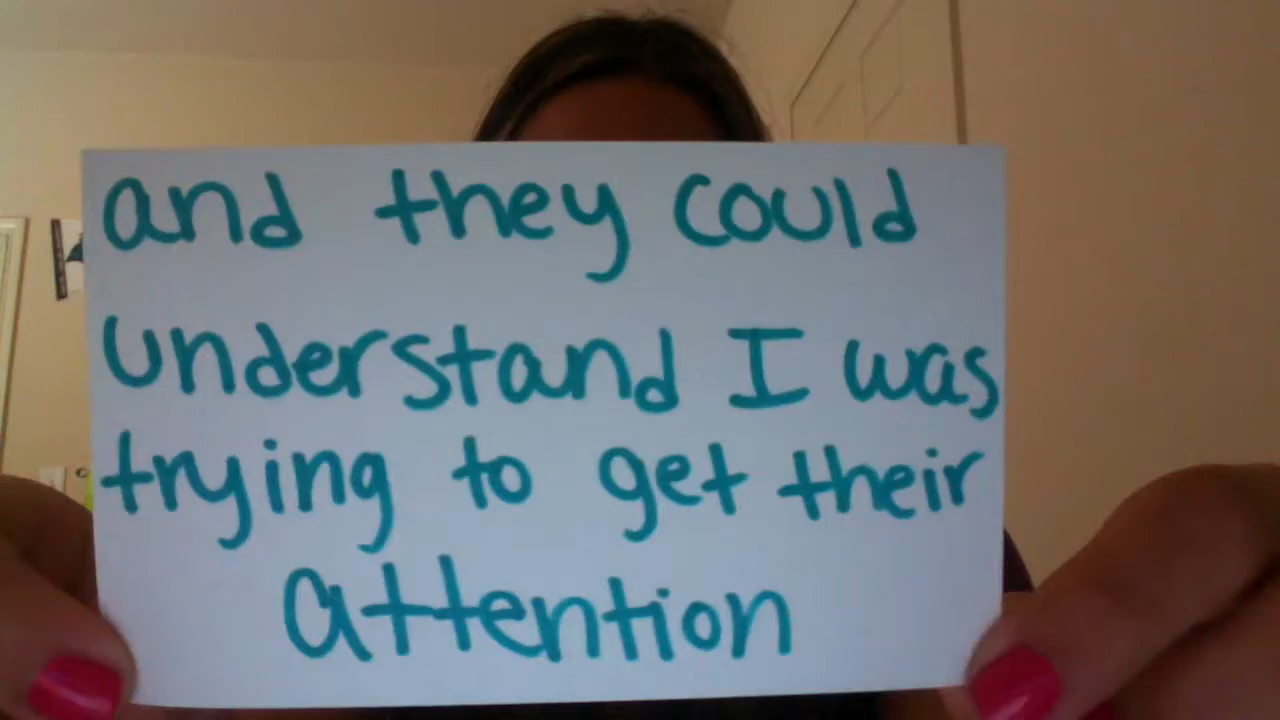 and they could
understand I was
trying to get their
attention